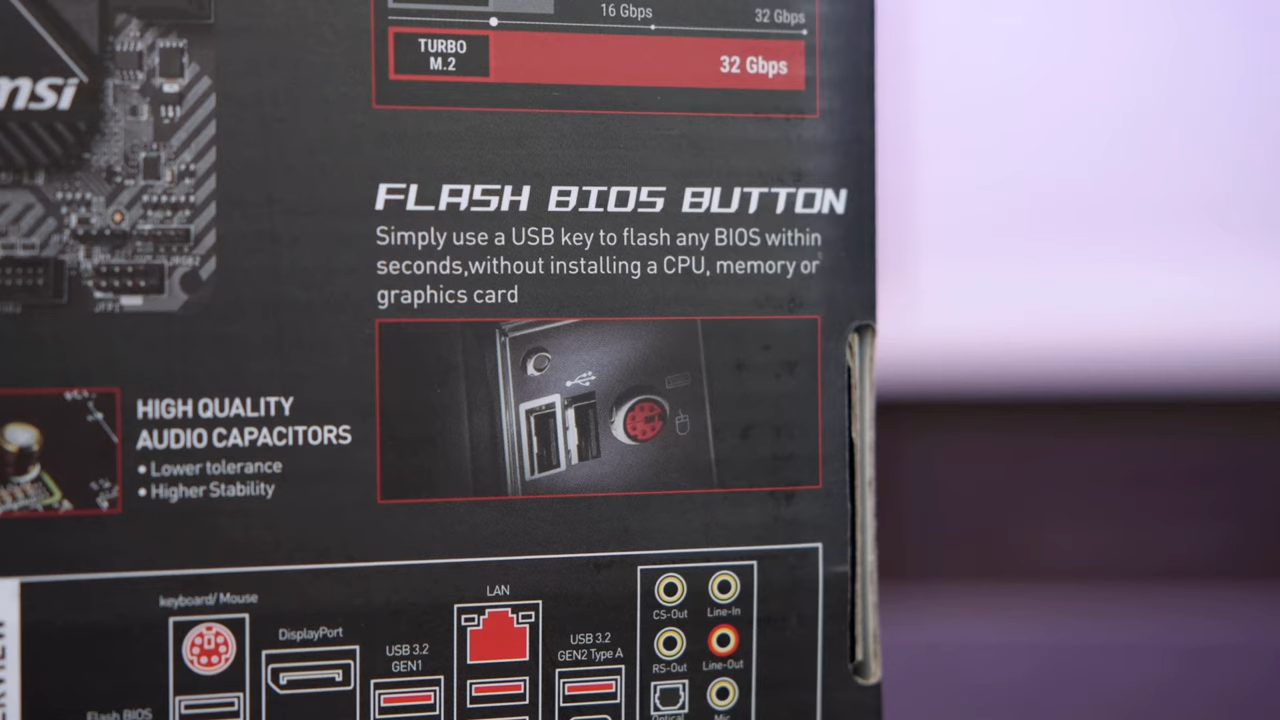 16 Gbps
32 Gbps
TURBO
M.2
32 Gbps
msi
FLASH BIOS BUTTON
Simply use a USB key to flash any BIOS within
seconds,without installing a CPU, memory or
graphics card
HIGH QUALITY
AUDIO CAPACITORS
• Lower tolerance
• Higher Stability
keyboard/ Mouse
DisplayPort
USB 3.2
GEN1
LAN
USB 3.2
GEN2 Type A
CS-Out
Line-In
RS-Out
Line-Out
Flash BIOS
Optical
Mic